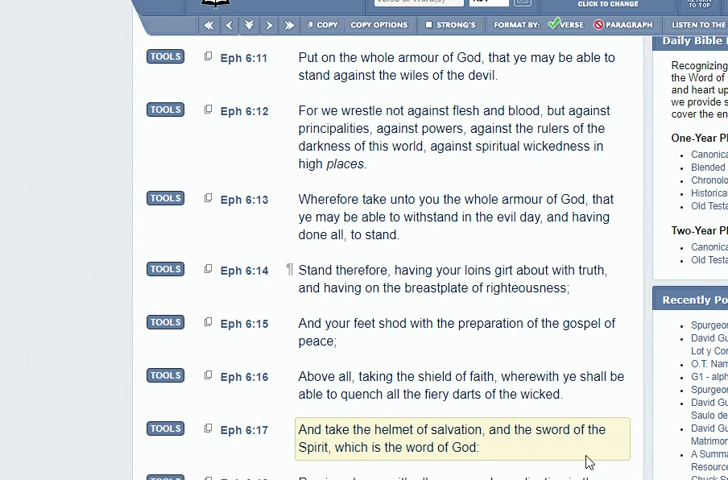 CLICK TO CHANGE
RETURN
TO TOP
COPY
COPY OPTIONS
STRONG'S
FORMAT BY:
VERSE
PARAGRAPH
LISTEN TO THE
TOOLS
Eph 6:11
Put on the whole armour of God, that ye may be able to
stand against the wiles of the devil.
TOOLS
Eph 6:12
For we wrestle not against flesh and blood, but against
principalities, against powers, against the rulers of the
darkness of this world, against spiritual wickedness in
high places.
TOOLS
Eph 6:13
Wherefore take unto you the whole armour of God, that
ye may be able to withstand in the evil day, and having
done all, to stand.
TOOLS
Eph 6:14
¶ Stand therefore, having your loins girt about with truth,
and having on the breastplate of righteousness;
TOOLS
Eph 6:15
And your feet shod with the preparation of the gospel of
peace;
TOOLS
Eph 6:16
Above all, taking the shield of faith, wherewith ye shall be
able to quench all the fiery darts of the wicked.
TOOLS
Eph 6:17
And take the helmet of salvation, and the sword of the
Spirit, which is the word of God:
Daily Bible
Recognizing
the Word of
and heart up
we provide s
cover the en
One-Year Pl
Canonica
Blended
Chronolo
Historical
Old Testa
Two-Year Pl
Canonica
Old Testa
Recently Po
Spurgeo
David Gu
Lot y Cor
O.T. Nam
G1 - alph
Spurgeo
David Gu
Saulo de
David Gu
Matrimor
A Summa
Resource